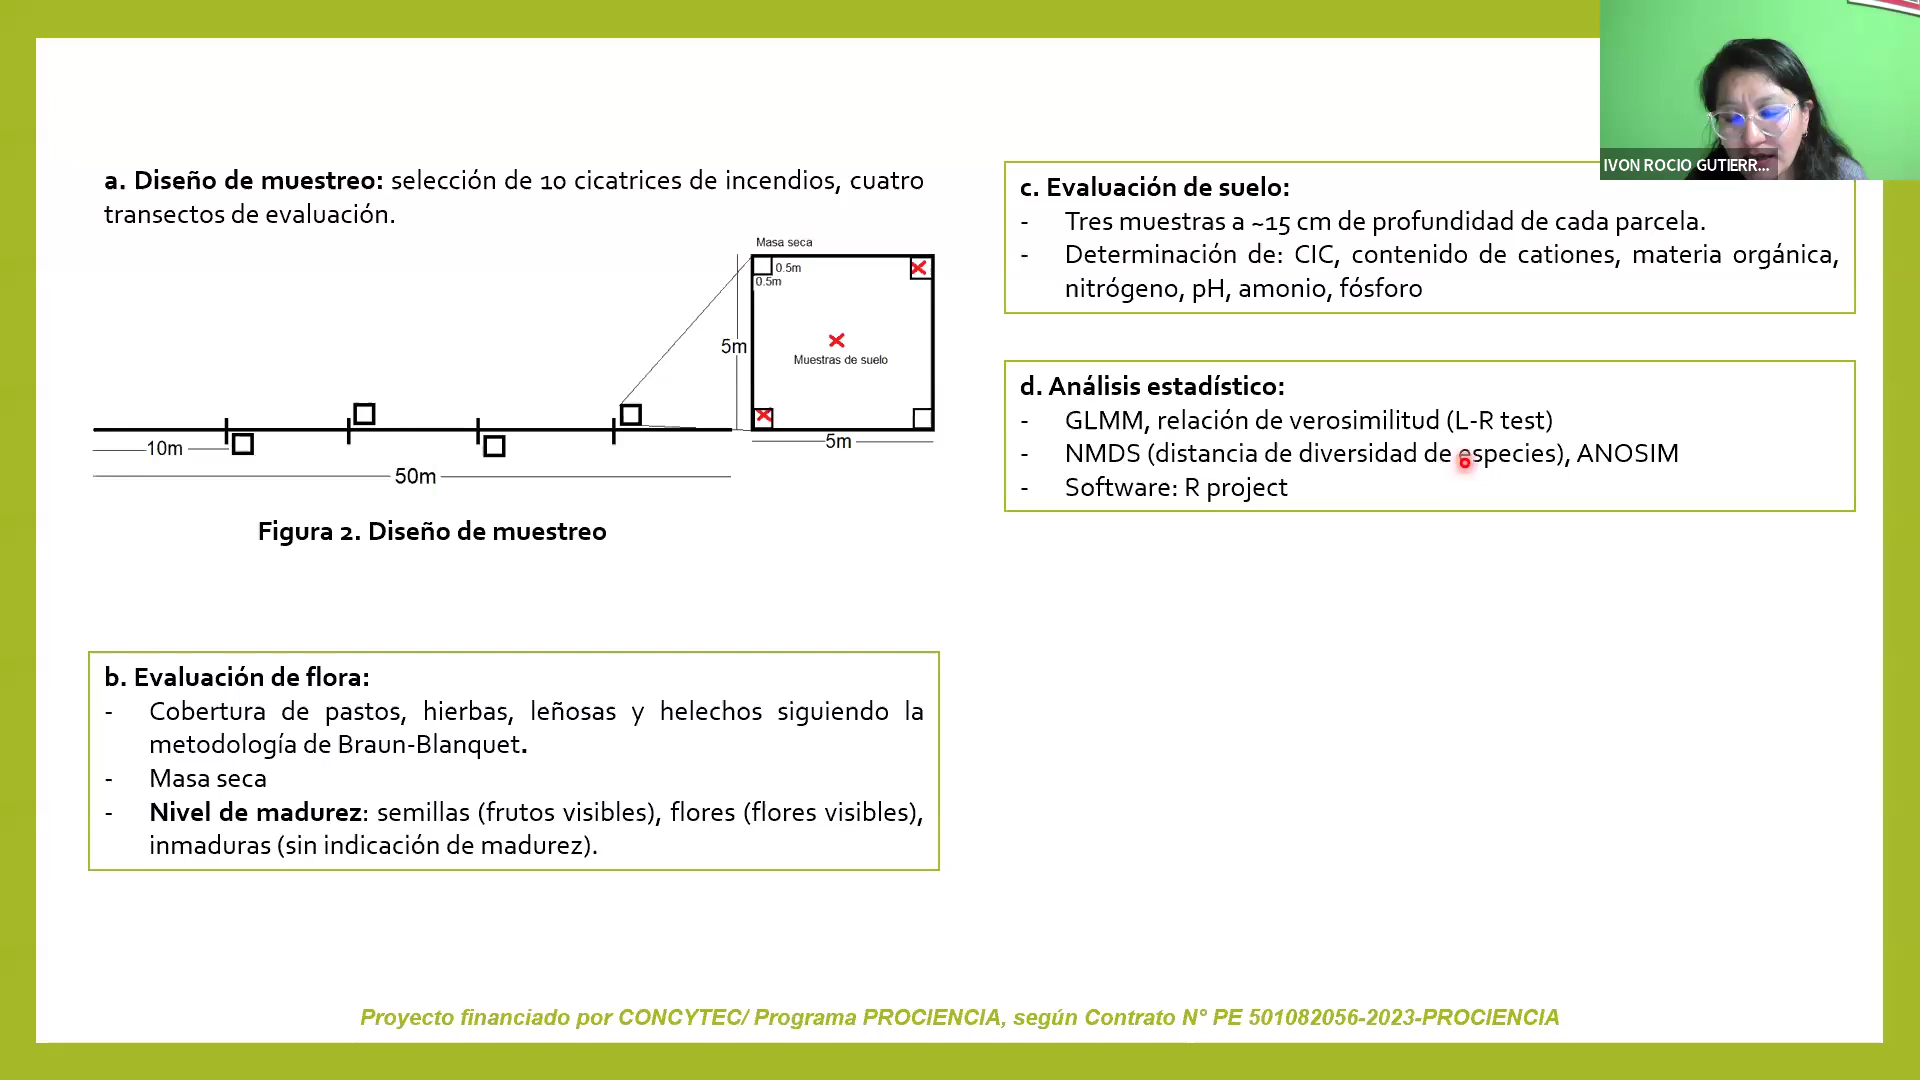 IVON ROCIO GUTIERR...
a. Diseño de muestreo: selección de 10 cicatrices de incendios, cuatro
transectos de evaluación.
Masa seca
0.5m
0.5m
5m
Muestras de suelo
5m
10m
50m
Figura 2. Diseño de muestreo
b. Evaluación de flora:
- Cobertura de pastos, hierbas, leñosas y helechos siguiendo la
metodología de Braun-Blanquet.
- Masa seca
- Nivel de madurez: semillas (frutos visibles), flores (flores visibles),
inmaduras (sin indicación de madurez).
c. Evaluación de suelo:
- Tres muestras a ~15 cm de profundidad de cada parcela.
- Determinación de: CIC, contenido de cationes, materia orgánica,
nitrógeno, pH, amonio, fósforo
d. Análisis estadístico:
- GLMM, relación de verosimilitud (L-R test)
- NMDS (distancia de diversidad de especies), ANOSIM
- Software: R project
Proyecto financiado por CONCYTEC/ Programa PROCIENCIA, según Contrato N° PE 501082056-2023-PROCIENCIA